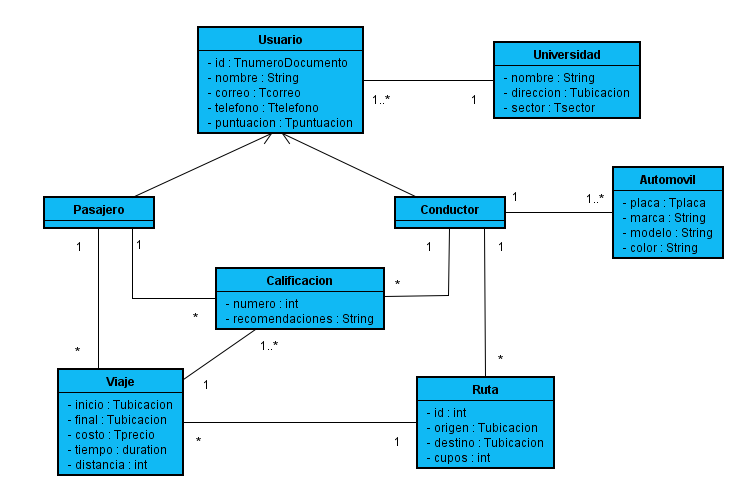 Usuario
- id : TnumeroDocumento
- nombre : String
- correo : Tcorreo
- telefono : Ttelefono
- puntuacion : Tpuntuacion
Universidad
- nombre : String
- direccion : Tubicacion
- sector : Tsector
1..*
1
Automovil
- placa : Tplaca
- marca : String
- modelo : String
- color : String
Pasajero
Conductor
1
1..*
1
1
1
1
Calificacion
- numero : int
- recomendaciones : String
*
*
*
1..*
*
1
Viaje
- inicio : Tubicacion
- final : Tubicacion
- costo : Tprecio
- tiempo : duration
- distancia : int
Ruta
- id : int
- origen : Tubicacion
- destino : Tubicacion
- cupos : int
*
1